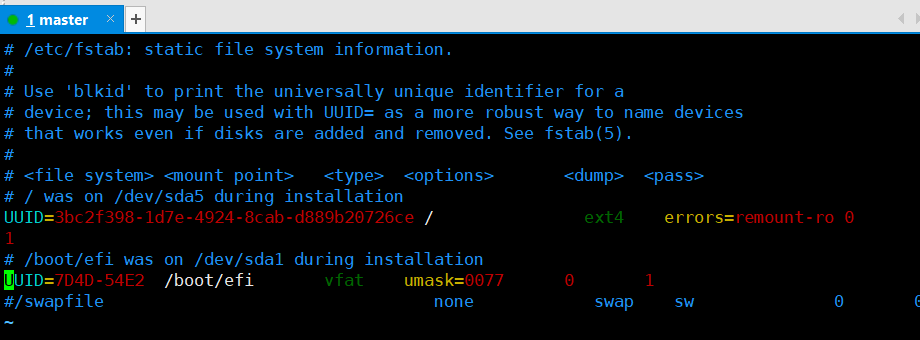 1 master
# /etc/fstab: static file system information.
#
# Use 'blkid' to print the universally unique identifier for a
# device; this may be used with UUID= as a more robust way to name devices
# that works even if disks are added and removed. See fstab(5).
#
# <file system> <mount point>   <type>  <options>       <dump>  <pass>
# / was on /dev/sda5 during installation
UUID=3bc2f398-1d7e-4924-8cab-d889b20726ce /               ext4    errors=remount-ro 0
1
# /boot/efi was on /dev/sda1 during installation
UUID=7D4D-54E2  /boot/efi       vfat    umask=0077      0       1
#/swapfile                                 none            swap    sw              0       0
~